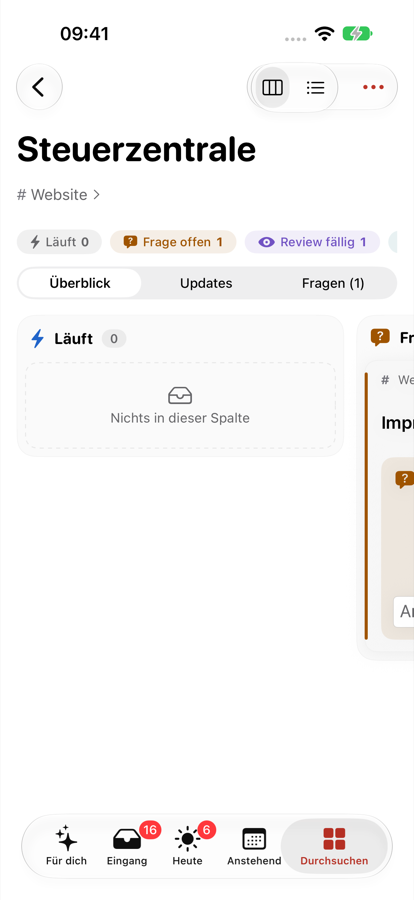 09:41
Steuerzentrale
# Website >
Läuft 0
Frage offen 1
Review fällig 1
Überblick
Updates
Fragen (1)
Läuft 0
Nichts in dieser Spalte
Fr
# We
Impr
Ar
16
6
Für dich
Eingang
Heute
Anstehend
Durchsuchen